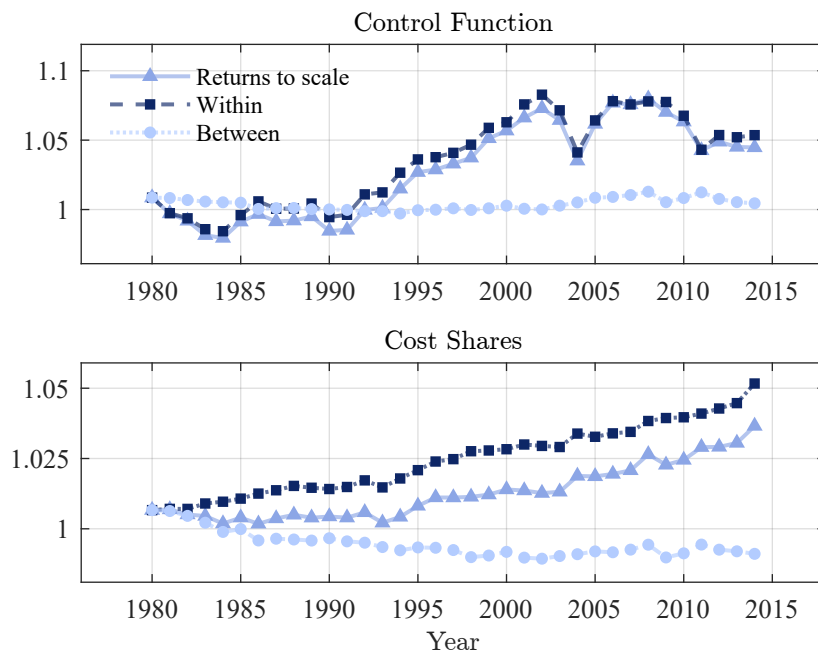 Control Function
1.1
1.05
1
Returns to scale
Within
Between
1980 1985 1990 1995 2000 2005 2010 2015
Cost Shares
1.05
1.025
1
1980 1985 1990 1995 2000 2005 2010 2015
Year